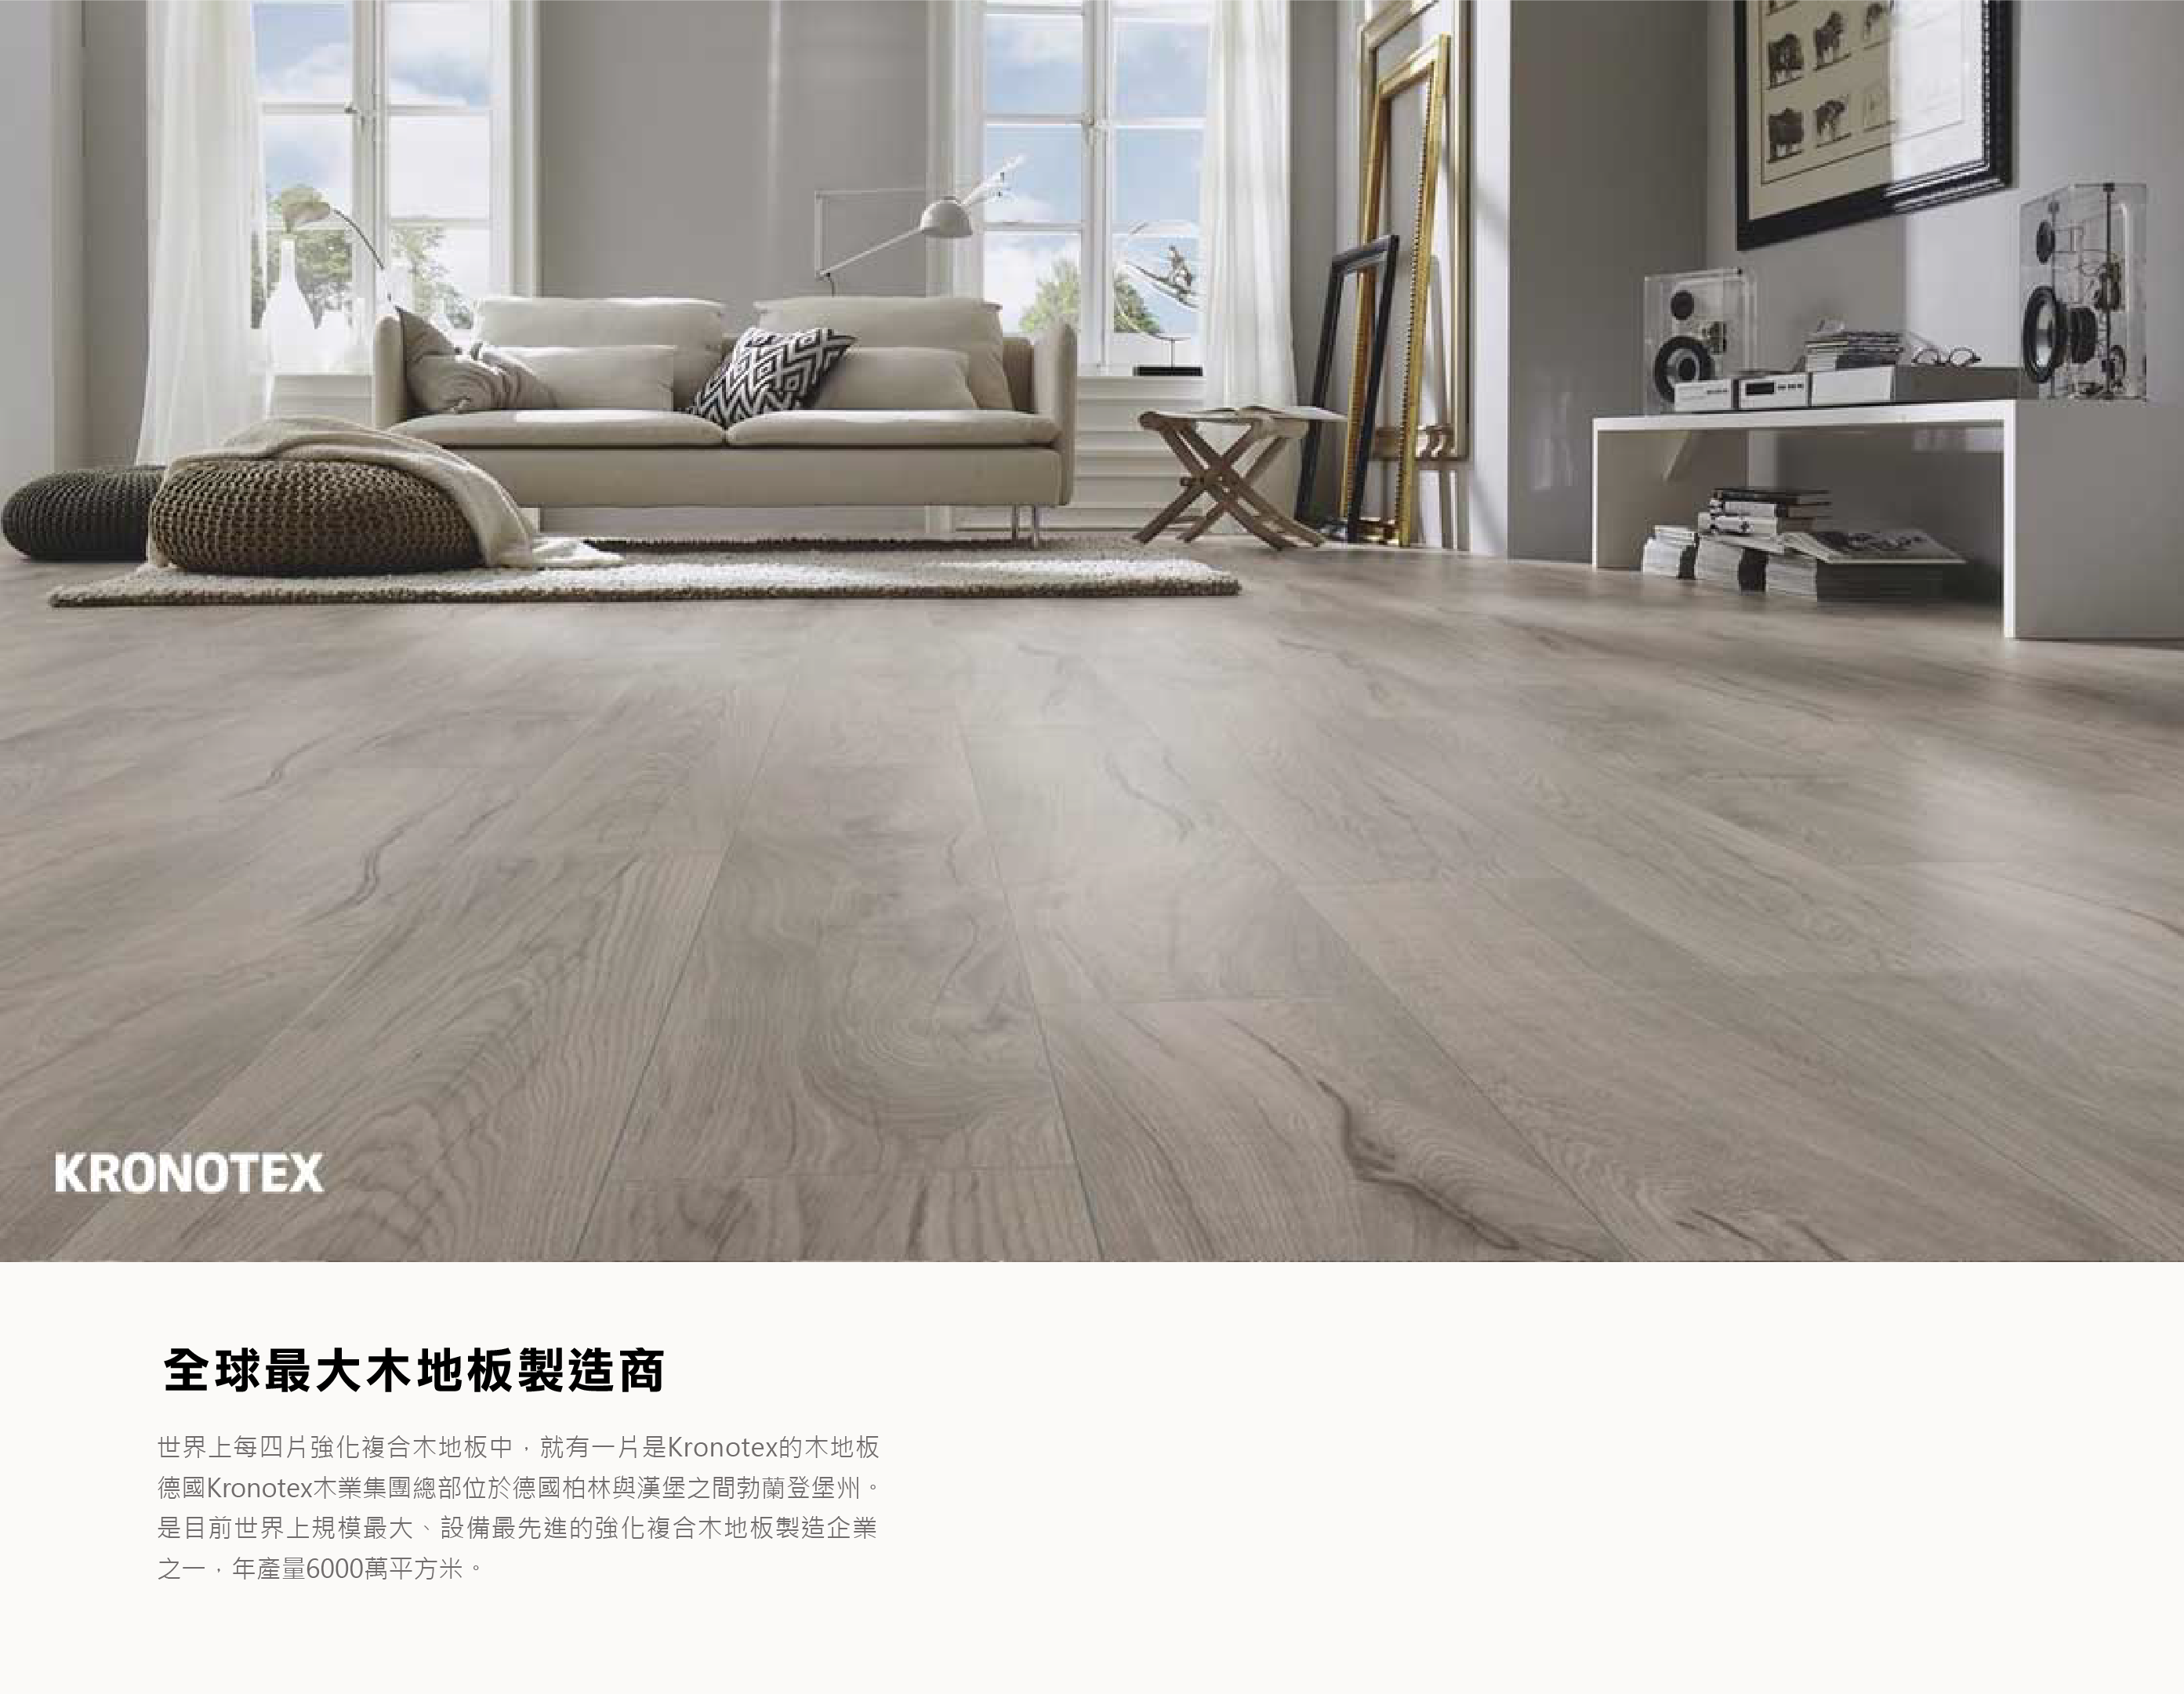 KRONOTEX
全球最大木地板製造商
世界上每四片強化複合木地板中，就有一片是Kronotex的木地板
德國Kronotex木業集團總部位於德國柏林與漢堡之間勃蘭登堡州。
是目前世界上規模最大、設備最先進的強化複合木地板製造企業
之一，年產量6000萬平方米。